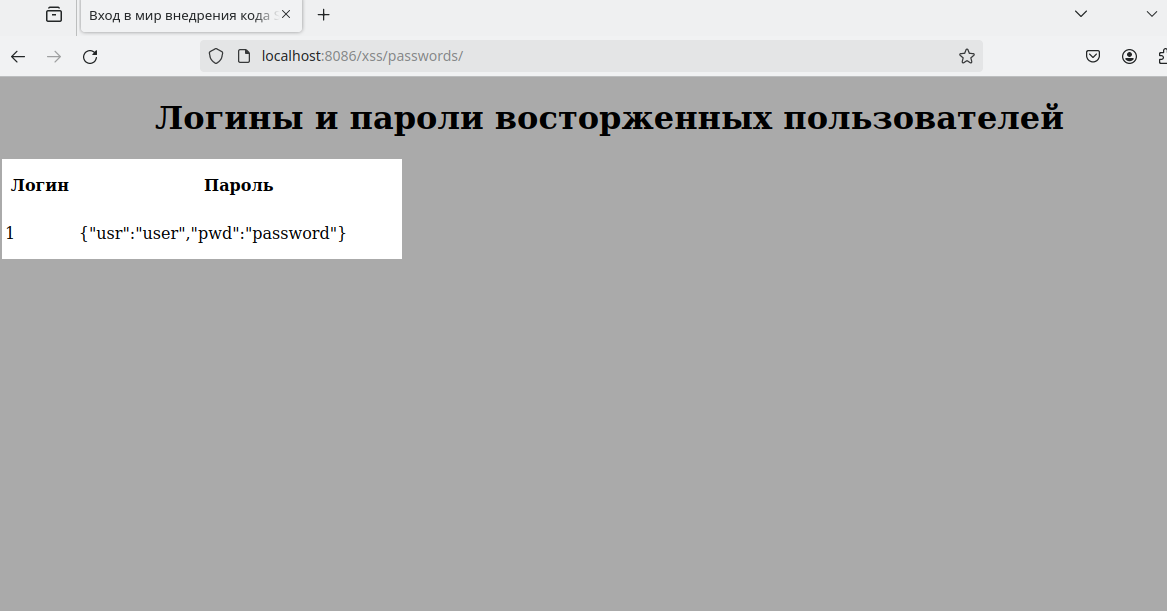 Вход в мир внедрения кода
localhost:8086/xss/passwords/
Логины и пароли восторженных пользователей
Логин Пароль
1 {"usr":"user","pwd":"password"}